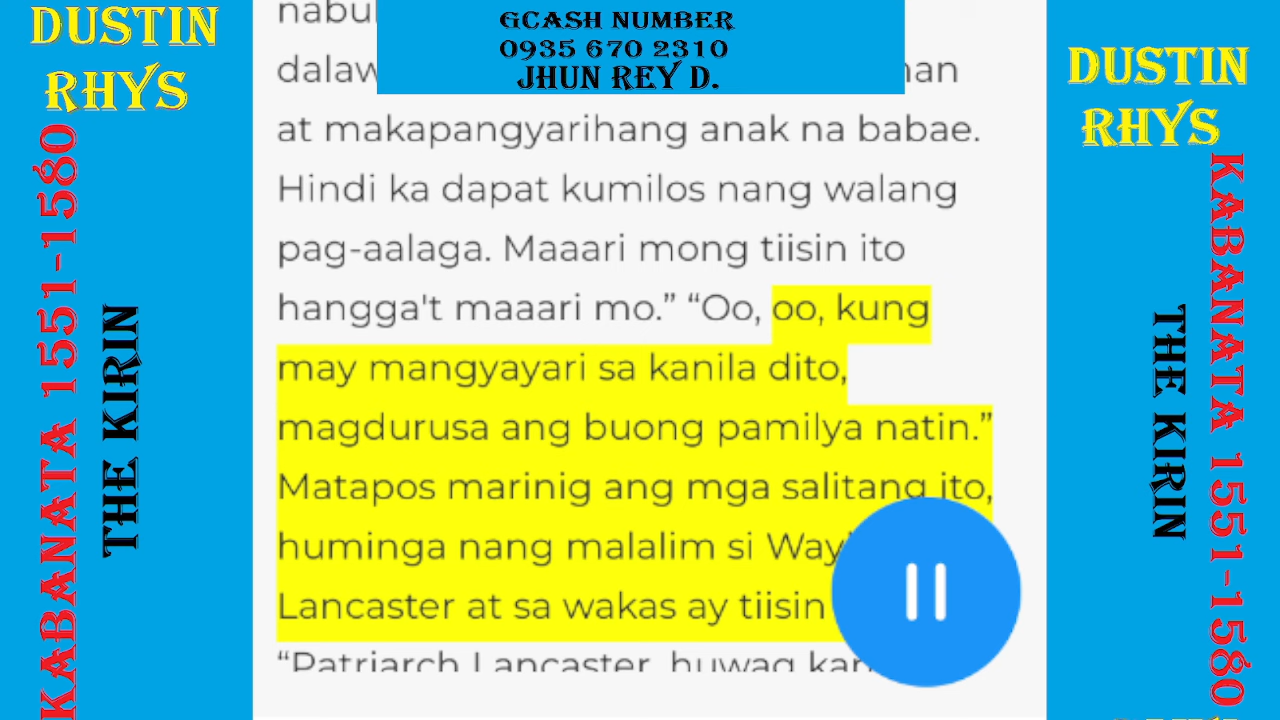 DUSTIN
RHYS
KABANATA 1551-1580
THE KIRIN
GCASH NUMBER
0935 670 2310
JHUN REY D.
at makapangyarihang anak na babae.
Hindi ka dapat kumilos nang walang
pag-aalaga. Maaari mong tiisin ito
hangga't maaari mo.” “Oo, oo, kung
may mangyayari sa kanila dito,
magdurusa ang buong pamilya natin.”
Matapos marinig ang mga salitang ito,
huminga nang malalim si
Lancaster at sa wakas ay tiisin
“Patriarch Lancaster, huwag
DUSTIN
RHYS
KABANATA 1551-1580
THE KIRIN